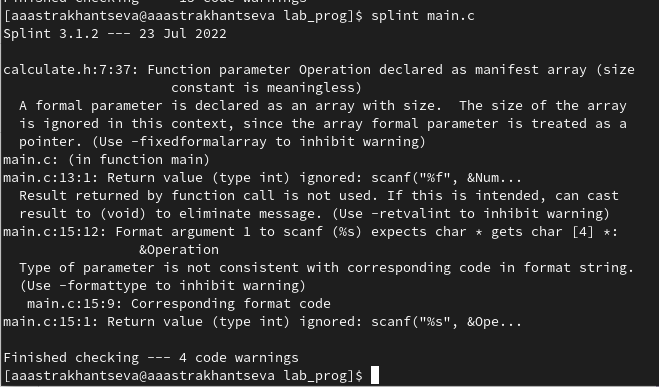 Finished checking --- 15 code warnings
[aaastrakhantseva@aaastrakhantseva lab_prog]$ splint main.c
Splint 3.1.2 --- 23 Jul 2022

calculate.h:7:37: Function parameter Operation declared as manifest array (size
                     constant is meaningless)
  A formal parameter is declared as an array with size.  The size of the array
  is ignored in this context, since the array formal parameter is treated as a
  pointer. (Use -fixedformalarray to inhibit warning)
main.c: (in function main)
main.c:13:1: Return value (type int) ignored: scanf("%f", &Num...
  Result returned by function call is not used. If this is intended, can cast
  result to (void) to eliminate message. (Use -retvalint to inhibit warning)
main.c:15:12: Format argument 1 to scanf (%s) expects char * gets char [4] *:
                 &Operation
  Type of parameter is not consistent with corresponding code in format string.
  (Use -formattype to inhibit warning)
   main.c:15:9: Corresponding format code
main.c:15:1: Return value (type int) ignored: scanf("%s", &Ope...

Finished checking --- 4 code warnings
[aaastrakhantseva@aaastrakhantseva lab_prog]$